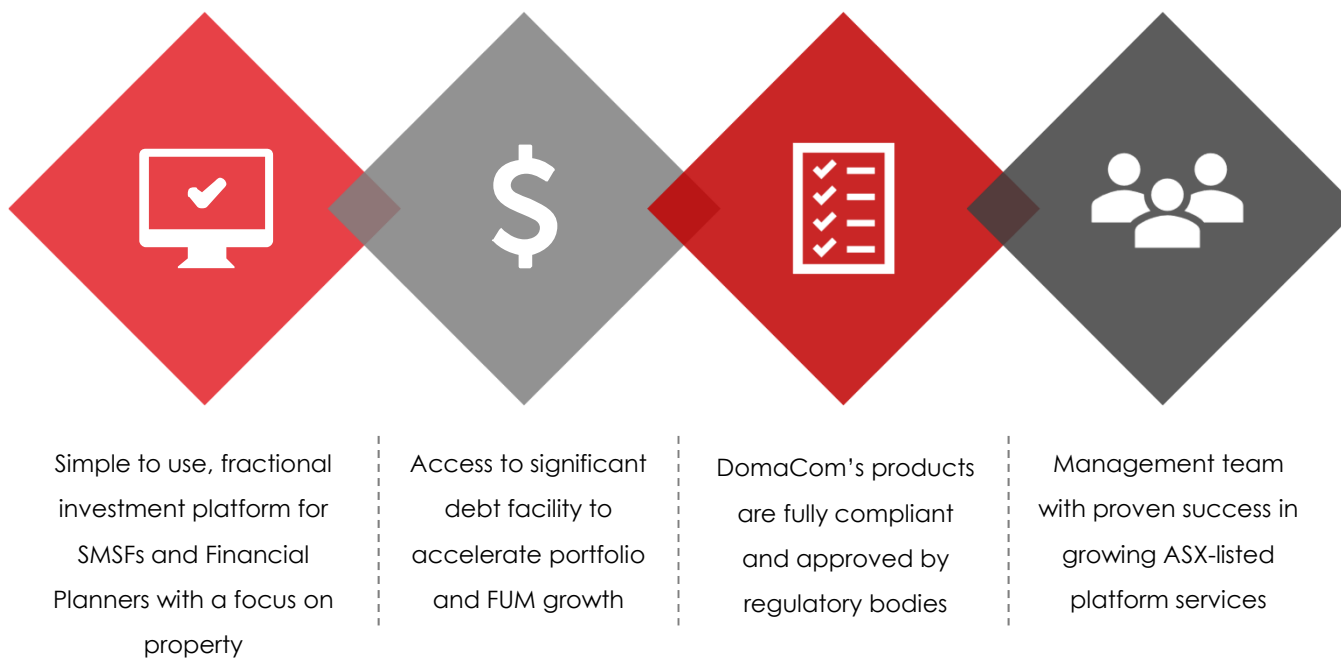 Simple to use, fractional
investment platform for
SMSFs and Financial
Planners with a focus on
property
Access to significant
debt facility to
accelerate portfolio
and FUM growth
DomaCom’s products
are fully compliant
and approved by
regulatory bodies
Management team
with proven success in
growing ASX-listed
platform services